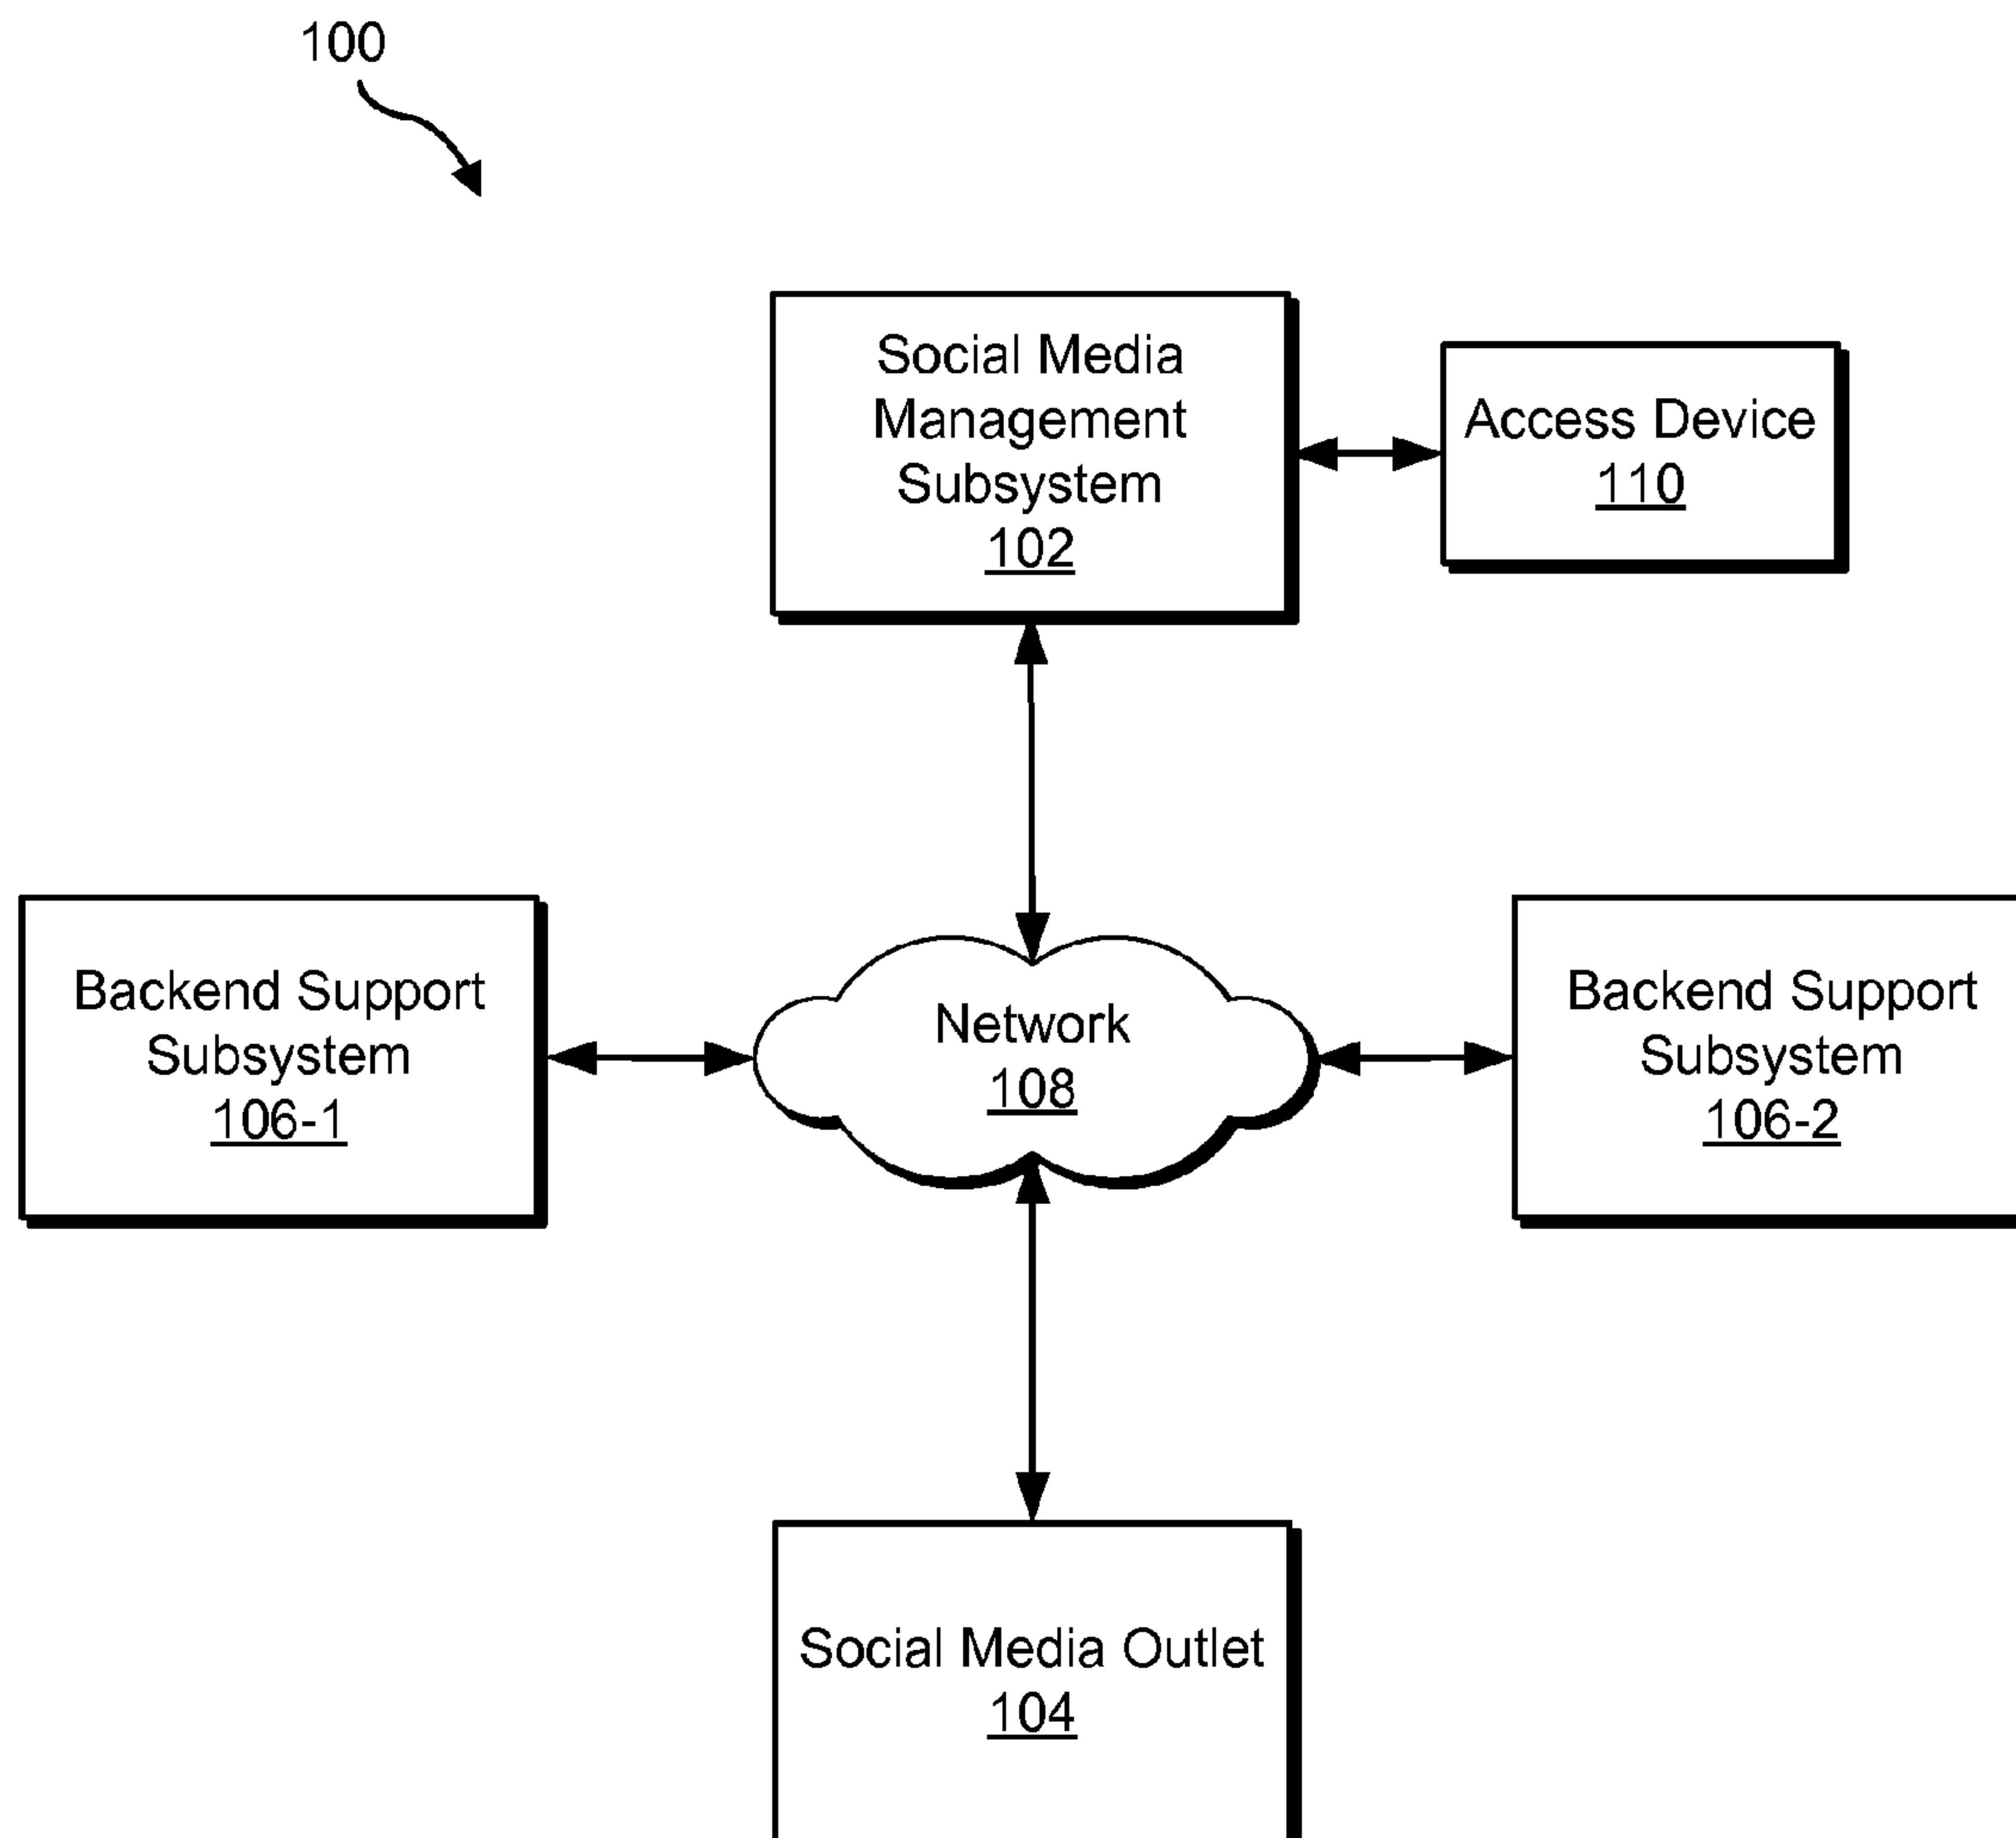 100
Social Media
Management
Subsystem
102
Access Device
110
Backend Support
Subsystem
106-1
Network
108
Backend Support
Subsystem
106-2
Social Media Outlet
104